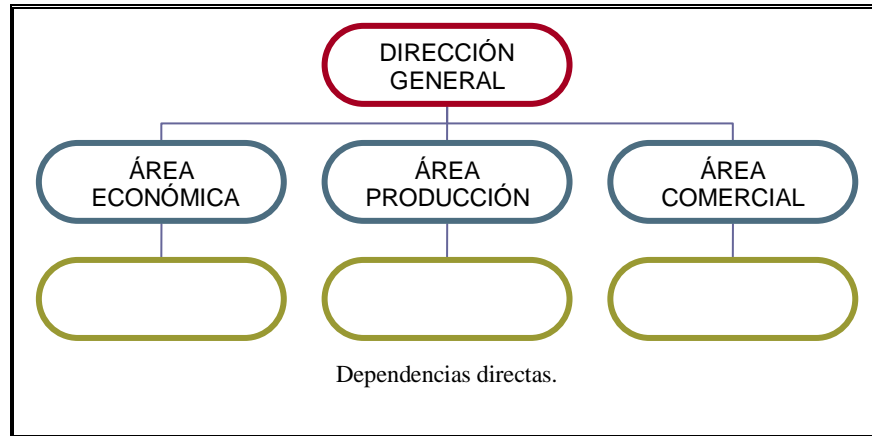 DIRECCIÓN
GENERAL
ÁREA
ECONÓMICA
ÁREA
PRODUCCIÓN
ÁREA
COMERCIAL
Dependencias directas.